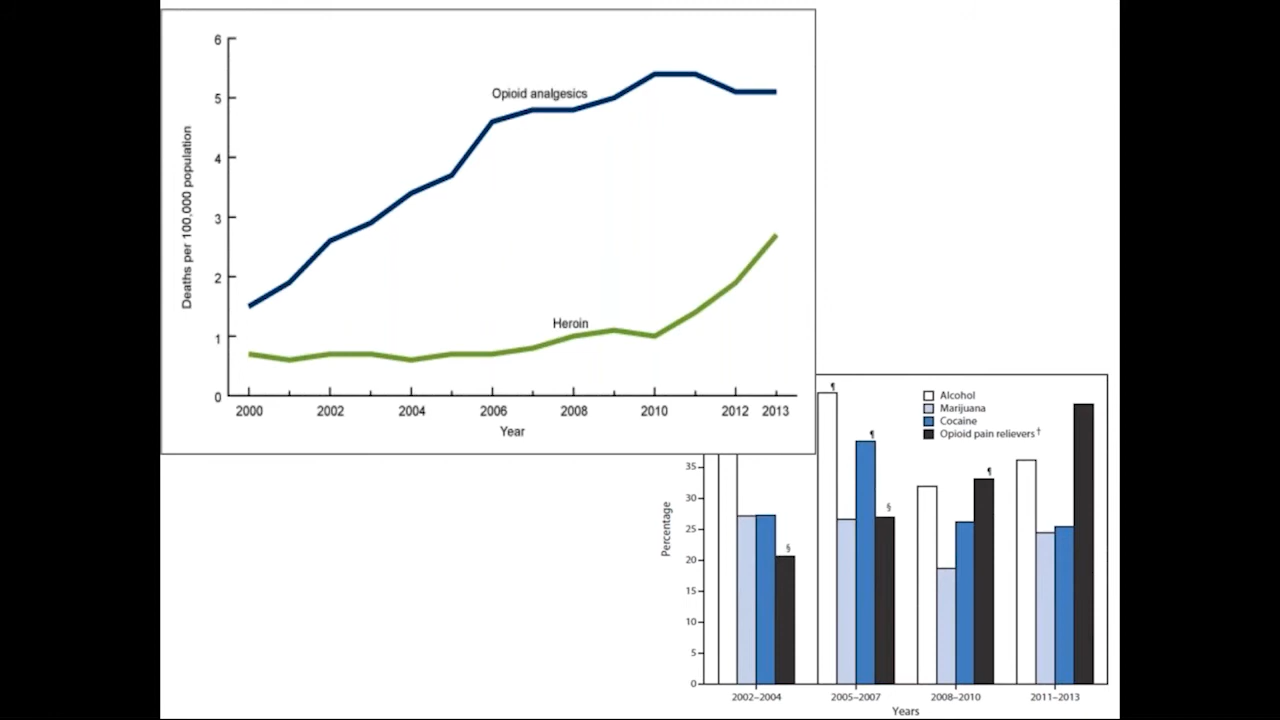 6
5
4
3
2
1
0
Deaths per 100,000 population
Opioid analgesics
Heroin
2000 2002 2004 2006 2008 2010 2012 2013
Year
Alcohol
Marijuana
Cocaine
Opioid pain relievers†
¶
¶
§
¶
§
35
30
25
20
15
10
5
0
Percentage
2002–2004 2005–2007 2008–2010 2011–2013
Years